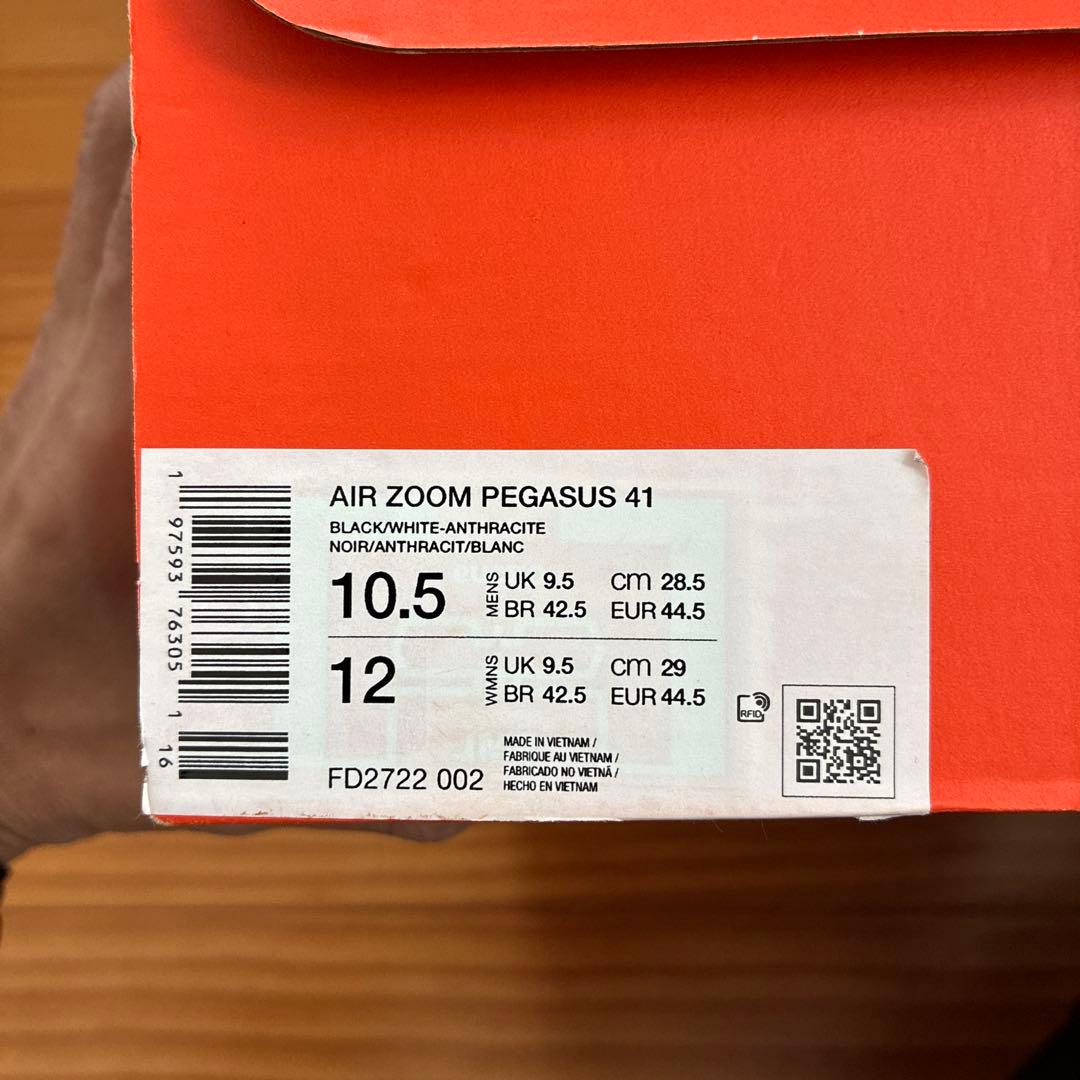 AIR ZOOM PEGASUS 41
BLACK/WHITE-ANTHRACITE
NOIR/ANTHRACIT/BLANC
10.5 MENS UK 9.5 cm 28.5
BR 42.5 EUR 44.5
12 WMNS UK 9.5 cm 29
BR 42.5 EUR 44.5
RFID
MADE IN VIETNAM /
FABRIQUE AU VIETNAM /
FABRICADO NO VIETNÃ /
HECHO EN VIETNAM
FD2722 002
1 97593 76305 1 16